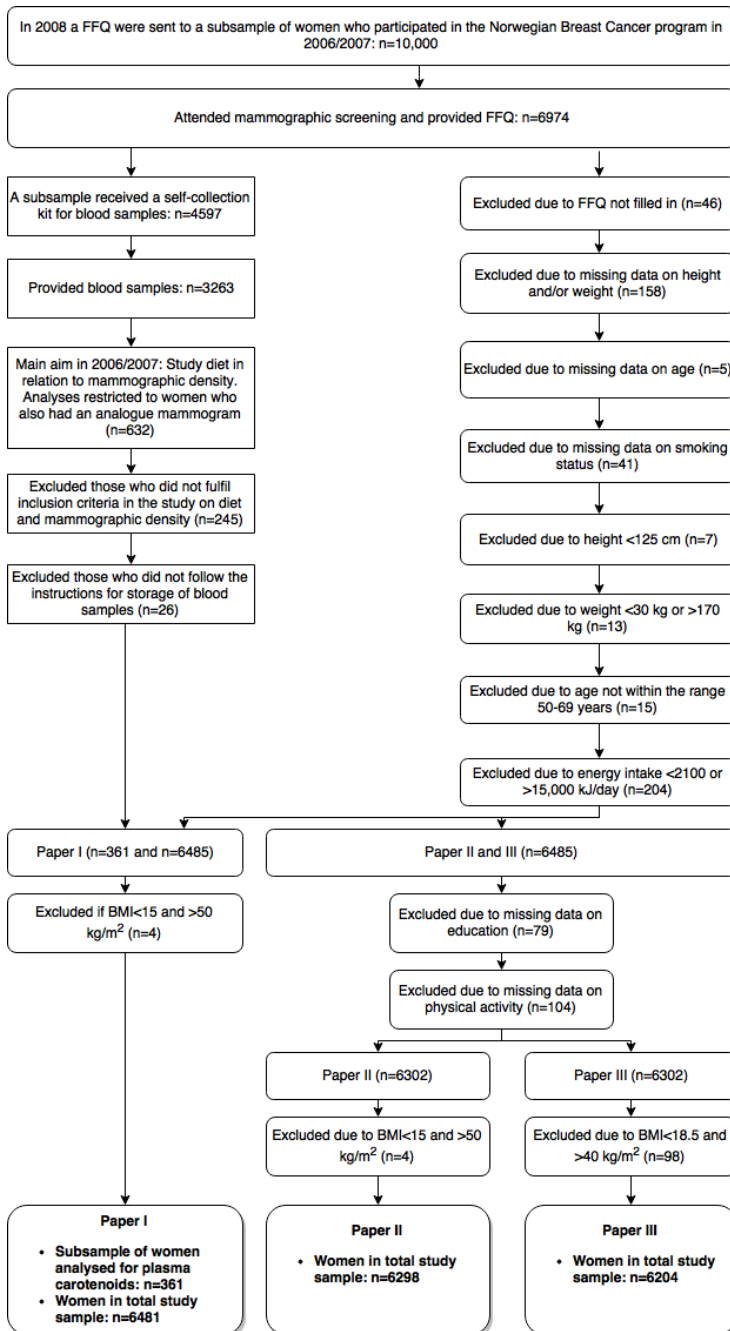 In 2008 a FFQ were sent to a subsample of women who participated in the Norwegian Breast Cancer program in
2006/2007: n=10,000
Attended mammographic screening and provided FFQ: n=6974
A subsample received a self-collection
kit for blood samples: n=4597
Provided blood samples: n=3263
Main aim in 2006/2007: Study diet in
relation to mammographic density.
Analyses restricted to women who
also had an analogue mammogram
(n=632)
Excluded those who did not fulfil
inclusion criteria in the study on diet
and mammographic density (n=245)
Excluded those who did not follow the
instructions for storage of blood
samples (n=26)
Excluded due to FFQ not filled in (n=46)
Excluded due to missing data on height
and/or weight (n=158)
Excluded due to missing data on age (n=5)
Excluded due to missing data on smoking
status (n=41)
Excluded due to height <125 cm (n=7)
Excluded due to weight <30 kg or >170
kg (n=13)
Excluded due to age not within the range
50-69 years (n=15)
Excluded due to energy intake <2100 or
>15,000 kJ/day (n=204)
Paper I (n=361 and n=6485)
Excluded if BMI<15 and >50
kg/m² (n=4)
Paper II and III (n=6485)
Excluded due to missing data on
education (n=79)
Excluded due to missing data on
physical activity (n=104)
Paper II (n=6302)
Excluded due to BMI<15 and >50
kg/m² (n=4)
Paper III (n=6302)
Excluded due to BMI<18.5 and
>40 kg/m² (n=98)
Paper I
• Subsample of women
analysed for plasma
carotenoids: n=361
• Women in total study
sample: n=6481
Paper II
• Women in total study
sample: n=6298
Paper III
• Women in total study
sample: n=6204